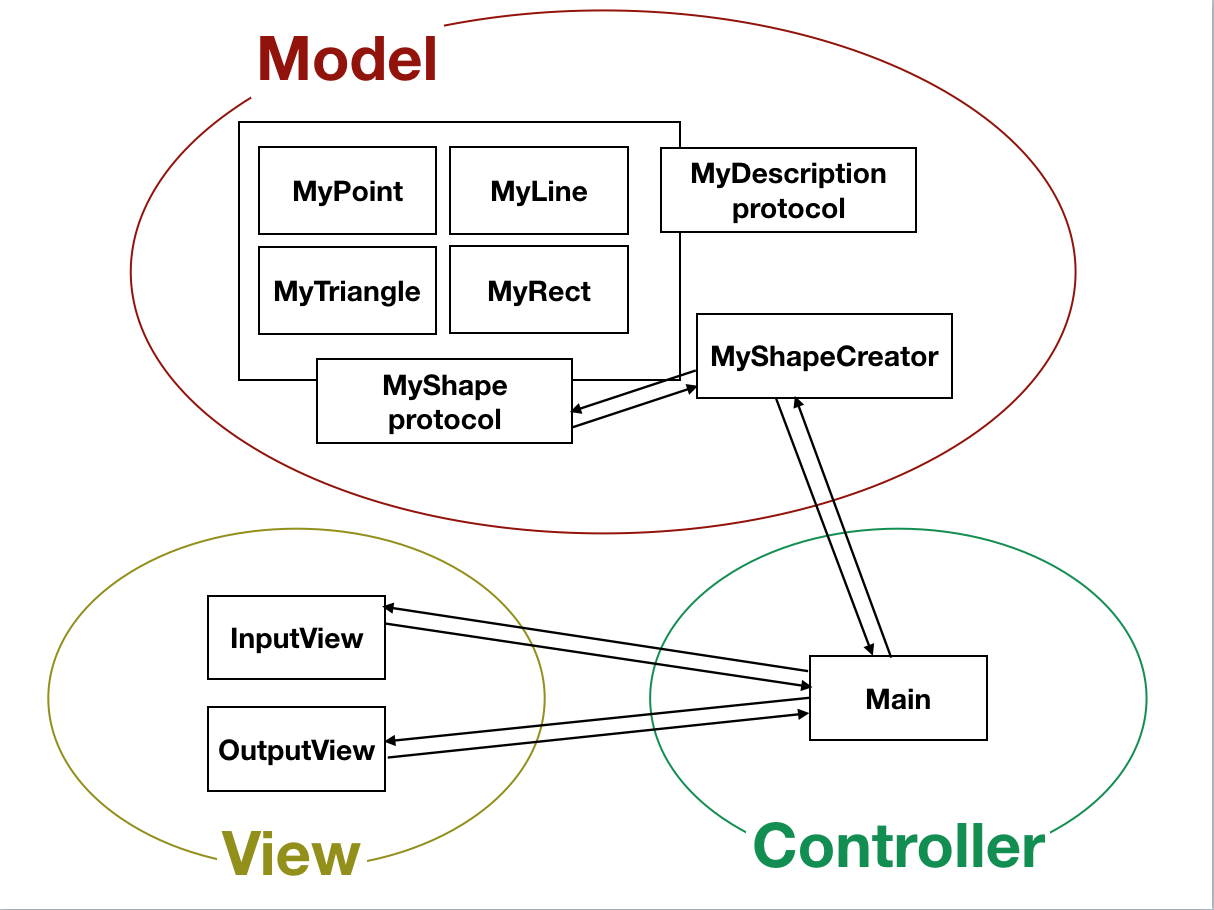 Model
MyPoint
MyLine
MyDescription
protocol
MyTriangle
MyRect
MyShapeCreator
MyShape
protocol
InputView
OutputView
Main
View
Controller